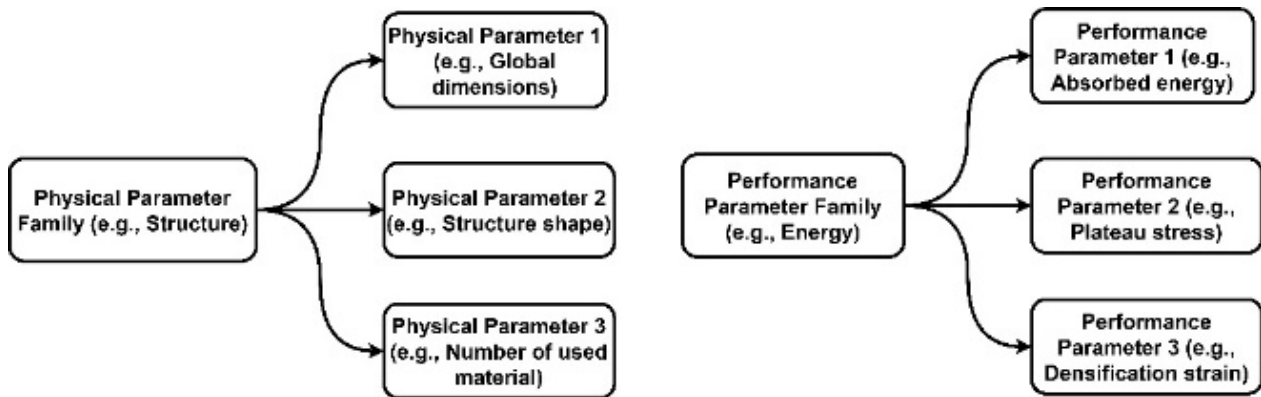 Physical Parameter 1
(e.g., Global
dimensions)
Physical Parameter
Family (e.g., Structure)
Physical Parameter 2
(e.g., Structure shape)
Physical Parameter 3
(e.g., Number of used
material)
Performance
Parameter 1 (e.g.,
Absorbed energy)
Performance
Parameter Family
(e.g., Energy)
Performance
Parameter 2 (e.g.,
Plateau stress)
Performance
Parameter 3 (e.g.,
Densification strain)